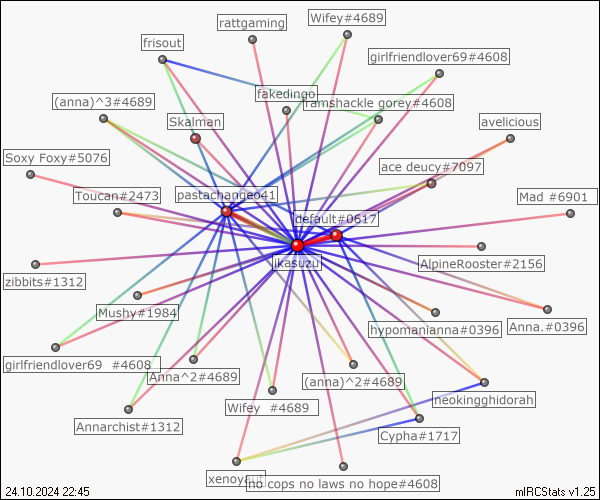 Wifey#4689
rattgaming
frisout
girlfriendlover69#4608
fakedingo
(anna)^3#4689
ramshackle gorey#4608
Skalman
avelicious
Soxy Foxy#5076
ace deucy#7097
Toucan#2473
pastachangeo41
Mad #6901
default#0617
ikasuzu
AlpineRooster#2156
zibbits#1312
Mushy#1984
hypomanianna#0396
Anna.#0396
girlfriendlover69 #4608
Anna^2#4689
(anna)^2#4689
neokingghidorah
Wifey #4689
Annarchist#1312
Cypha#1717
no cops no laws no hope#4608
24.10.2024 22:45
mIRCStats v1.25